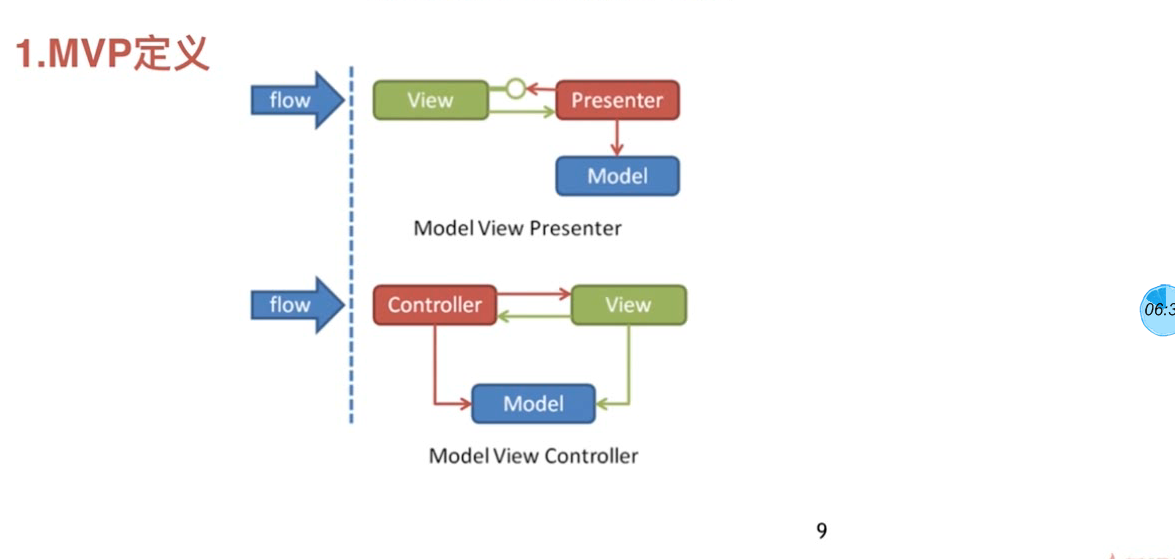 1.MVP定义
flow
View
Presenter
Model
Model View Presenter
flow
Controller
View
Model
Model View Controller
06:3
9